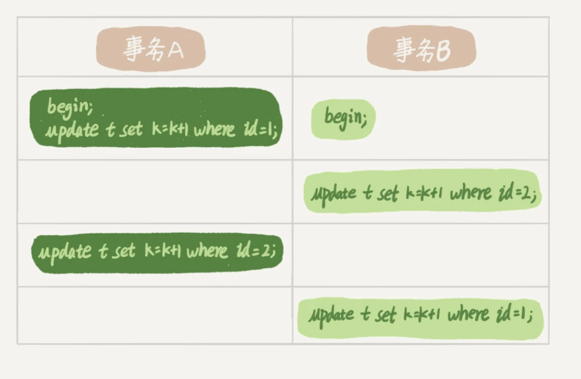 事务A
事务B
begin;
update t set k=k+1 where id=1;
begin;
update t set k=k+1 where id=2;
update t set k=k+1 where id=2;
update t set k=k+1 where id=1;